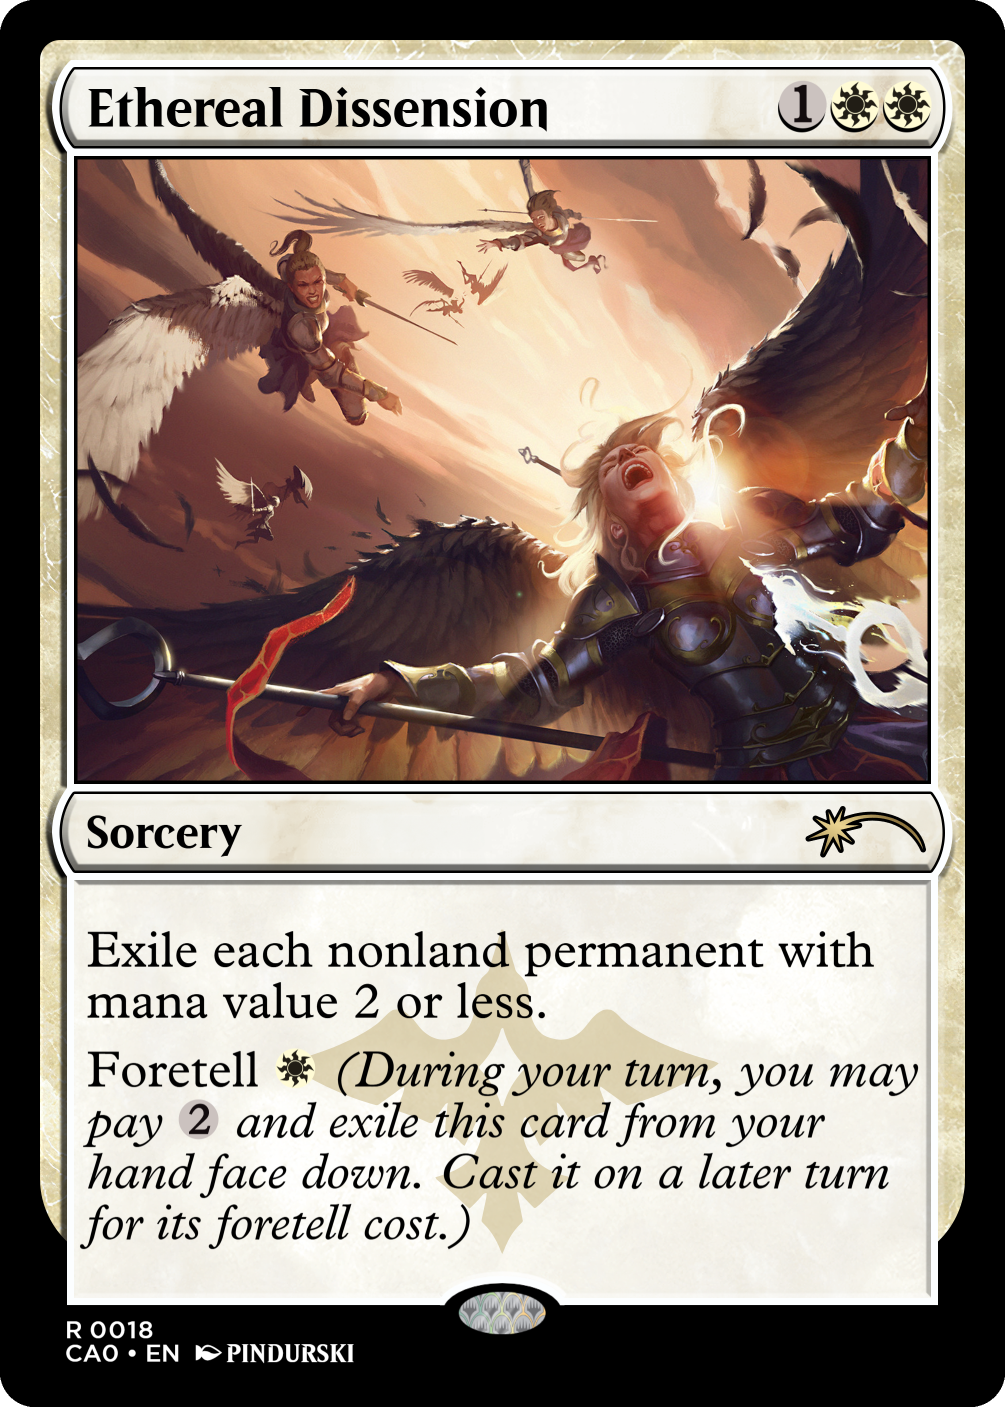 Ethereal Dissension 1
Sorcery
Exile each nonland permanent with
mana value 2 or less.
Foretell (During your turn, you may
pay 2 and exile this card from your
hand face down. Cast it on a later turn
for its foretell cost.)
R 0018
CAO • EN PINDURSKI